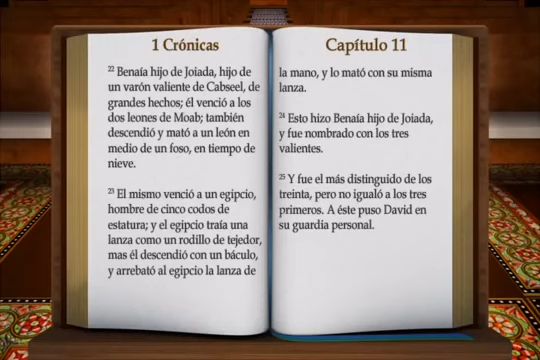 1 Crónicas
22 Benaía hijo de Joiada, hijo de
un varón valiente de Cabseel, de
grandes hechos; él venció a los
dos leones de Moab; también
descendió y mató a un león en
medio de un foso, en tiempo de
nieve.
23 El mismo venció a un egipcio,
hombre de cinco codos de
estatura; y el egipcio traía una
lanza como un rodillo de tejedor,
mas él descendió con un báculo,
y arrebató al egipcio la lanza de
Capítulo 11
la mano, y lo mató con su misma
lanza.
24 Esto hizo Benaía hijo de Joiada,
y fue nombrado con los tres
valientes.
25 Y fue el más distinguido de los
treinta, pero no igualó a los tres
primeros. A éste puso David en
su guardia personal.